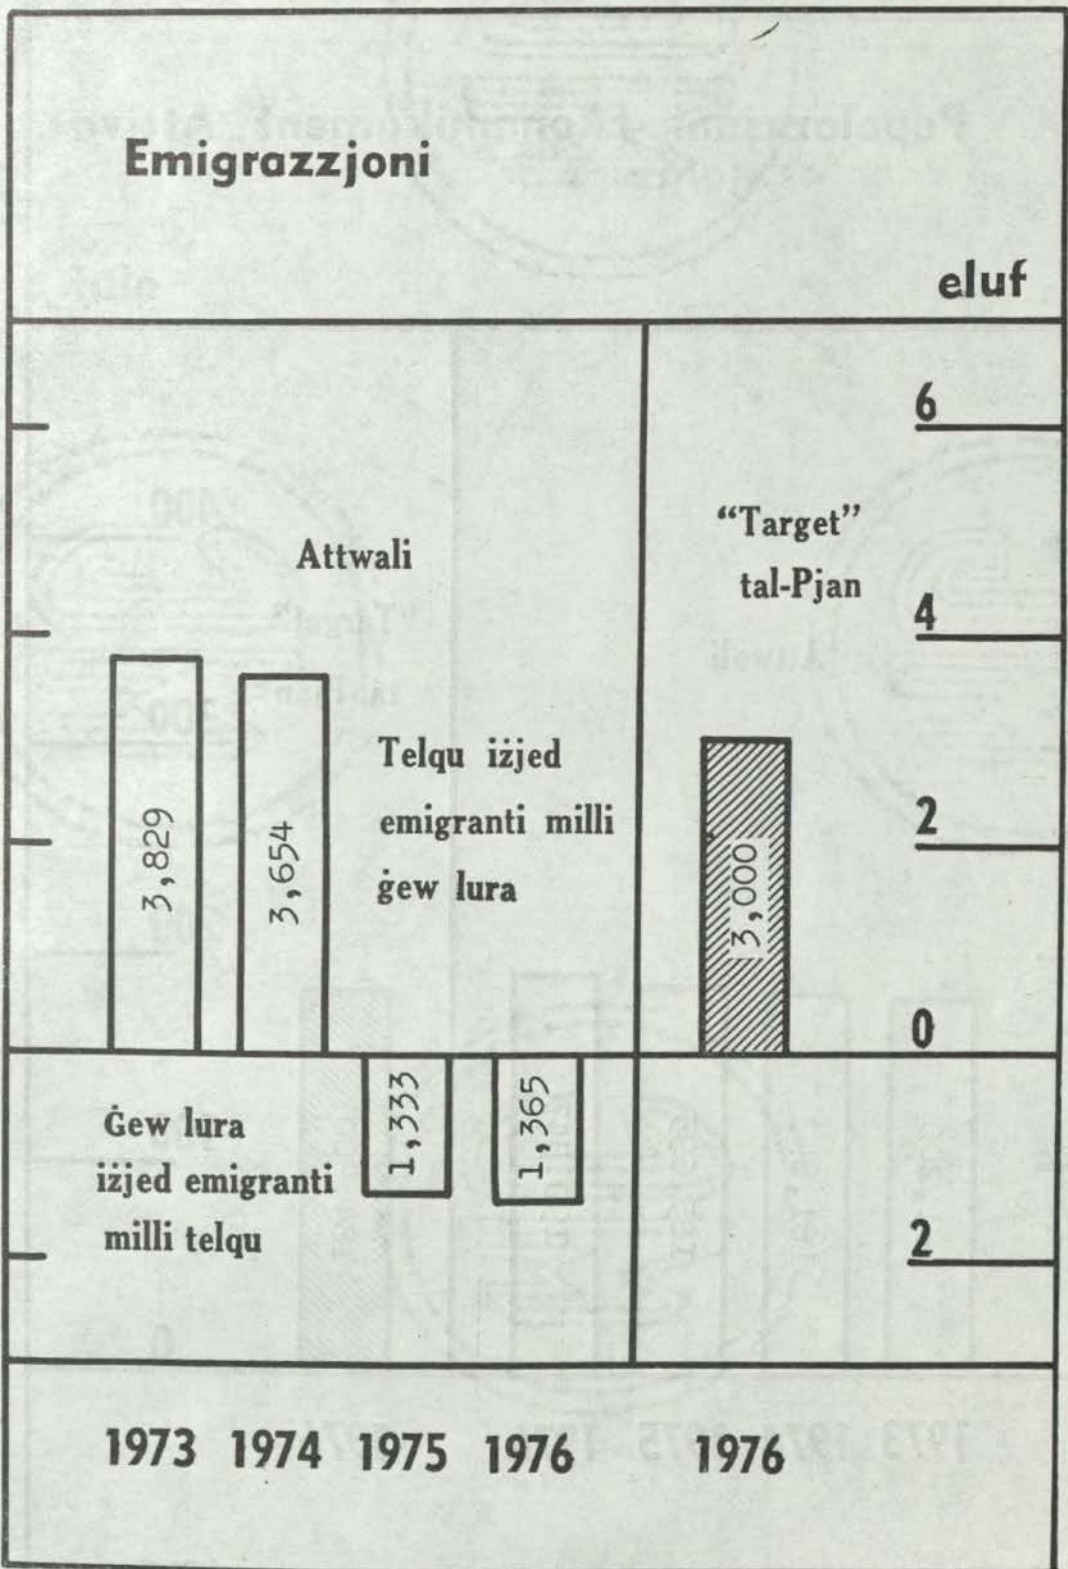 Emigrazzjoni
eluf
6
"Target"
tal-Pjan
Attwali
4
Telqu iżjed
emigranti milli
ġew lura
2
3,829
3,654
3,000
0
1,333
1,365
Ġew lura
iżjed emigranti
milli telqu
2
1973 1974 1975 1976 1976